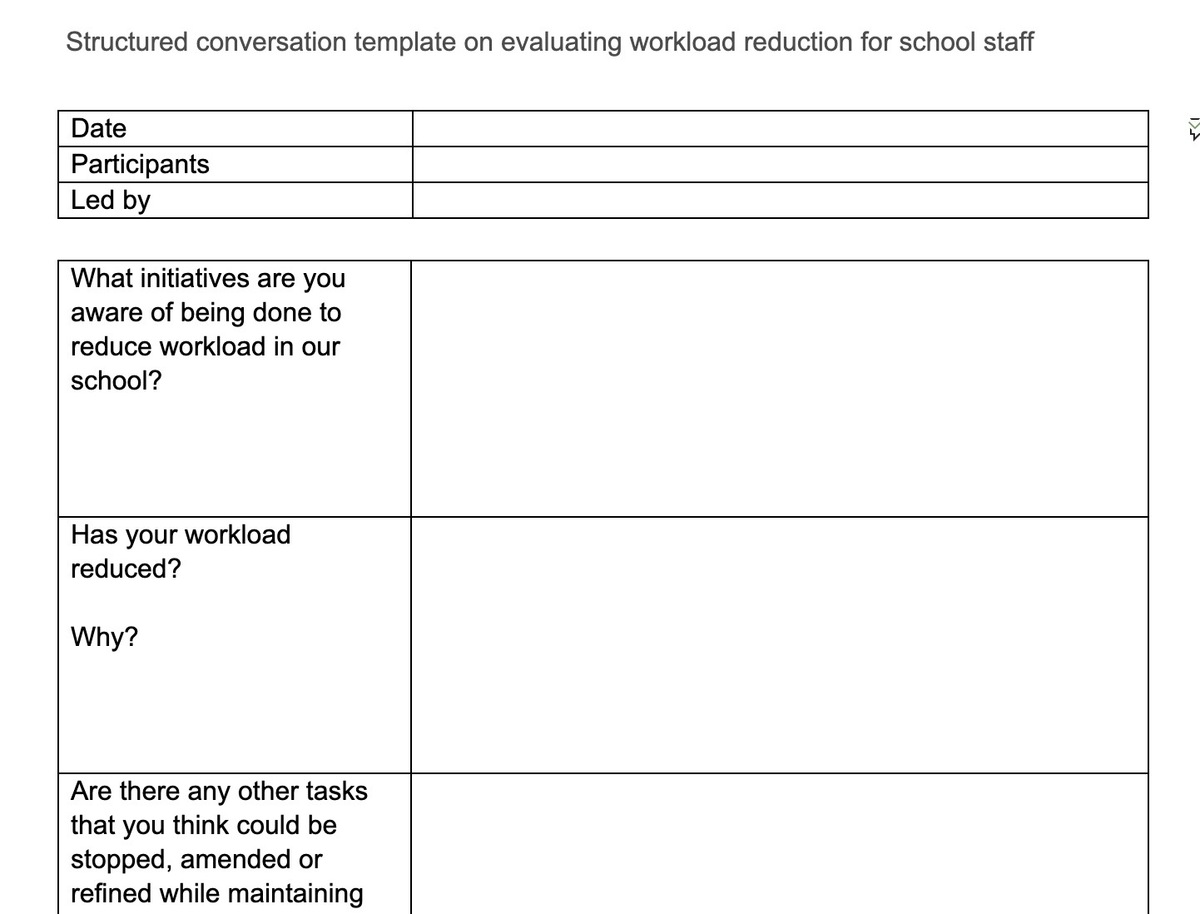 Structured conversation template on evaluating workload reduction for school staff
Date
Participants
Led by
What initiatives are you
aware of being done to
reduce workload in our
school?
Has your workload
reduced?
Why?
Are there any other tasks
that you think could be
stopped, amended or
refined while maintaining